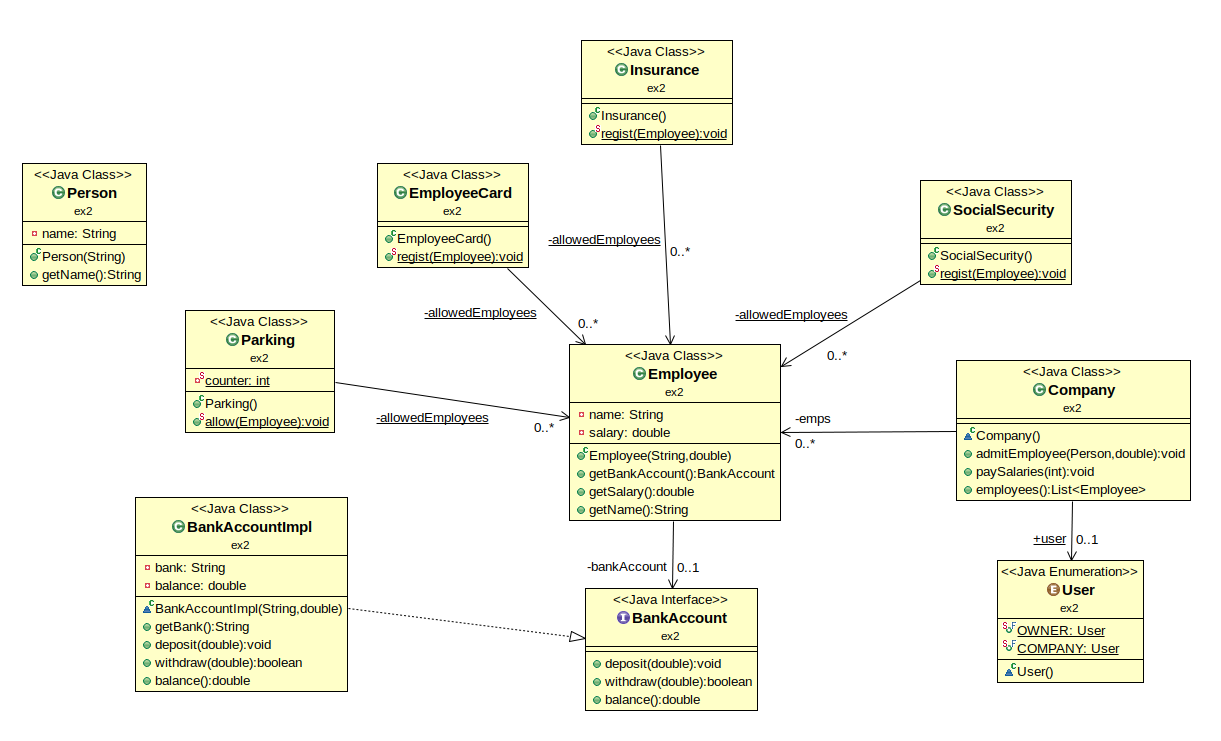 <<Java Class>>
Insurance
ex2
Insurance()
regist(Employee):void
<<Java Class>>
Person
ex2
name: String
Person(String)
getName():String
<<Java Class>>
EmployeeCard
ex2
EmployeeCard()
regist(Employee):void
<<Java Class>>
SocialSecurity
ex2
SocialSecurity()
regist(Employee):void
-allowedEmployees
0..*
-allowedEmployees
0..*
-allowedEmployees
0..*
<<Java Class>>
Parking
ex2
counter: int
Parking()
allow(Employee):void
-allowedEmployees
0..*
<<Java Class>>
Employee
ex2
name: String
salary: double
Employee(String,double)
getBankAccount():BankAccount
getSalary():double
getName():String
-emps
0..*
<<Java Class>>
Company
ex2
Company()
admitEmployee(Person,double):void
paySalaries(int):void
employees():List<Employee>
<<Java Class>>
BankAccountImpl
ex2
bank: String
balance: double
BankAccountImpl(String,double)
getBank():String
deposit(double):void
withdraw(double):boolean
balance():double
-bankAccount
0..1
<<Java Interface>>
BankAccount
ex2
deposit(double):void
withdraw(double):boolean
balance():double
+user
0..1
<<Java Enumeration>>
User
ex2
OWNER: User
COMPANY: User
User()